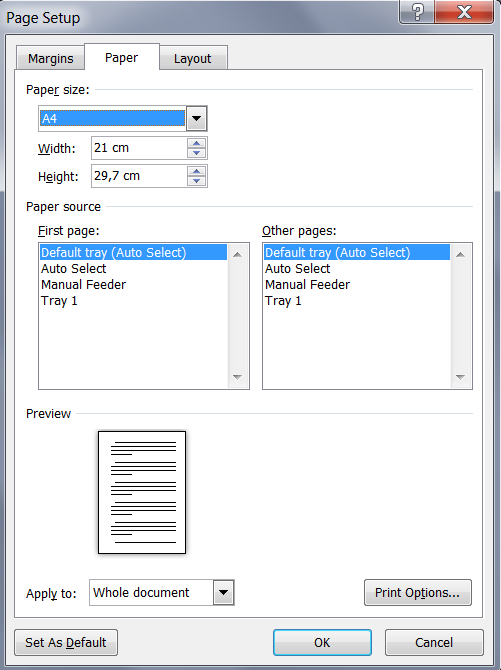 Page Setup
?
Margins Paper Layout
Paper size:
A4
Width: 21 cm
Height: 29,7 cm
Paper source
First page: Other pages:
Default tray (Auto Select) Default tray (Auto Select)
Auto Select Auto Select
Manual Feeder Manual Feeder
Tray 1 Tray 1
Preview
Apply to: Whole document Print Options...
Set As Default OK Cancel